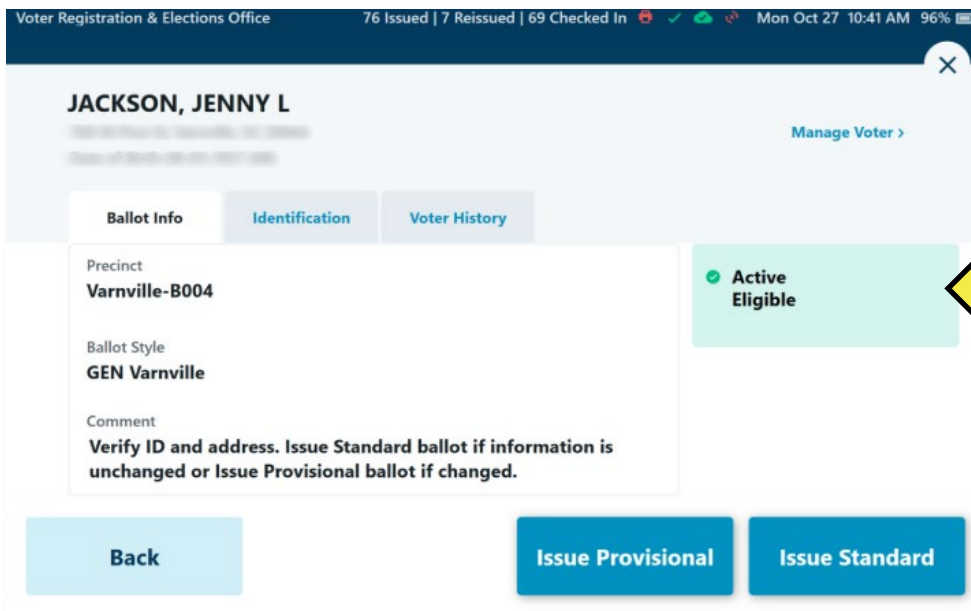 Voter Registration & Elections Office 76 Issued | 7 Reissued | 69 Checked In Mon Oct 27 10:41 AM 96%
JACKSON, JENNY L
Manage Voter >
Ballot Info Identification Voter History
Precinct
Varnville-B004
Active
Eligible
Ballot Style
GEN Varnville
Comment
Verify ID and address. Issue Standard ballot if information is
unchanged or Issue Provisional ballot if changed.
Back Issue Provisional Issue Standard